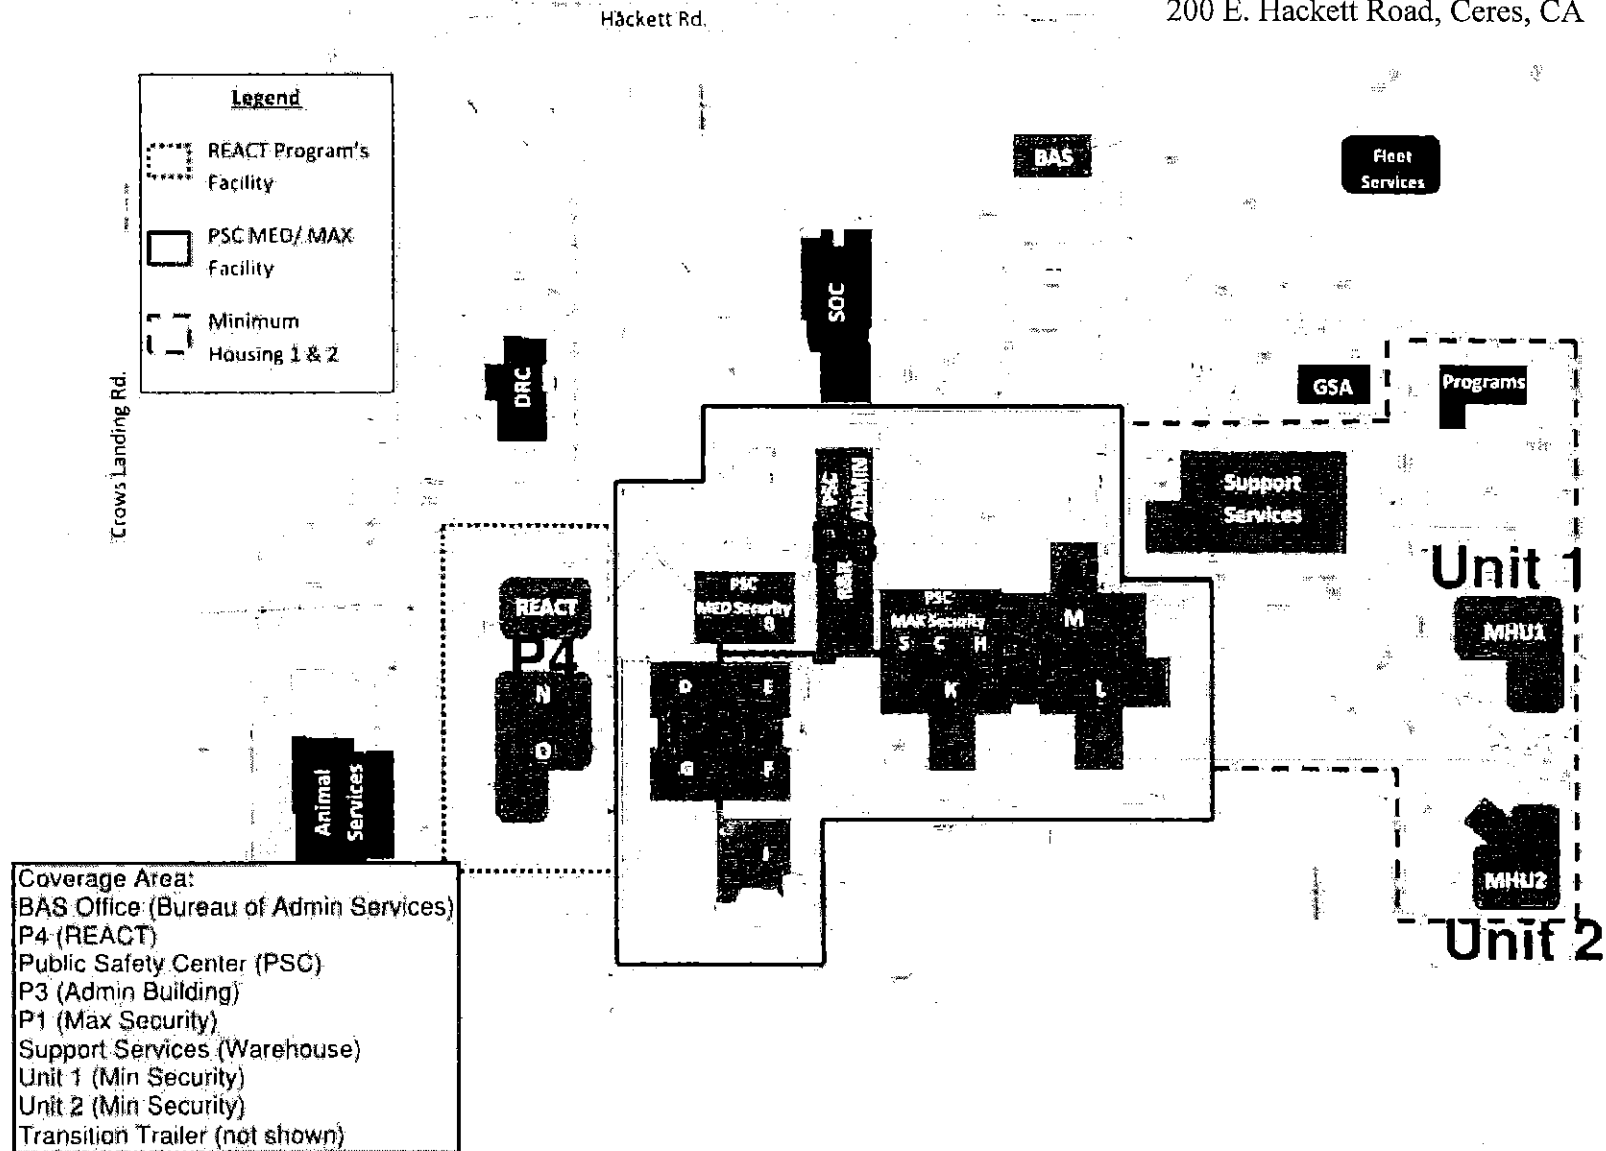 Hackett Rd.
200 E. Hackett Road, Ceres, CA
Legend
REACT Program's
Facility
PSC MED/ MAX
Facility
Minimum
Housing 1 & 2
Crows Landing Rd.
BAS
Fleet
Services
SOC
DRC
GSA
Programs
ADMIN
Support
Services
Unit 1
MHU1
REACT
P4
N
O
PSC
MED Security
B
PSC
MAX Security
S C H
M
K
L
D E
G F
I
Animal
Services
MHU2
Unit 2
Coverage Area:
BAS Office (Bureau of Admin Services)
P4 (REACT)
Public Safety Center (PSC)
P3 (Admin Building)
P1 (Max Security)
Support Services (Warehouse)
Unit 1 (Min Security)
Unit 2 (Min Security)
Transition Trailer (not shown)